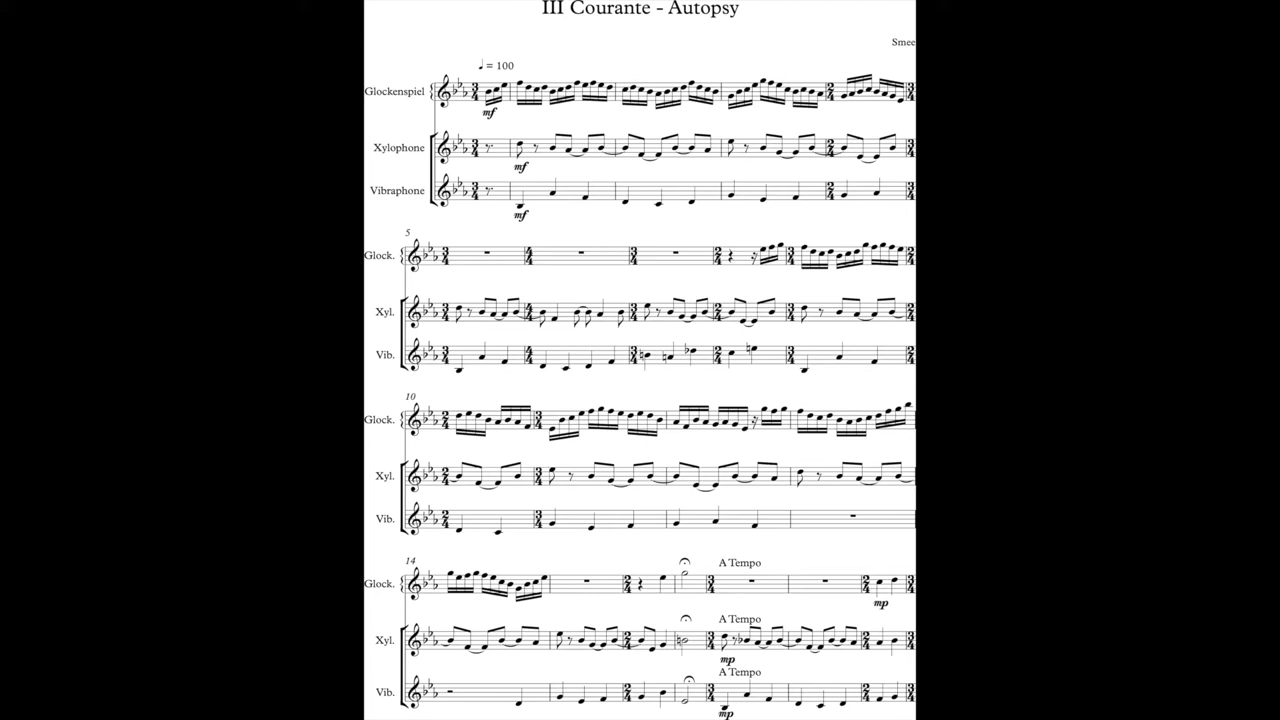 III Courante - Autopsy
Smee
♩ = 100
Glockenspiel
mf
Xylophone
mf
Vibraphone
mf
5
Glock.
Xyl.
Vib.
10
Glock.
Xyl.
Vib.
14
A Tempo
Glock.
mp
A Tempo
Xyl.
mp
A Tempo
Vib.
mp